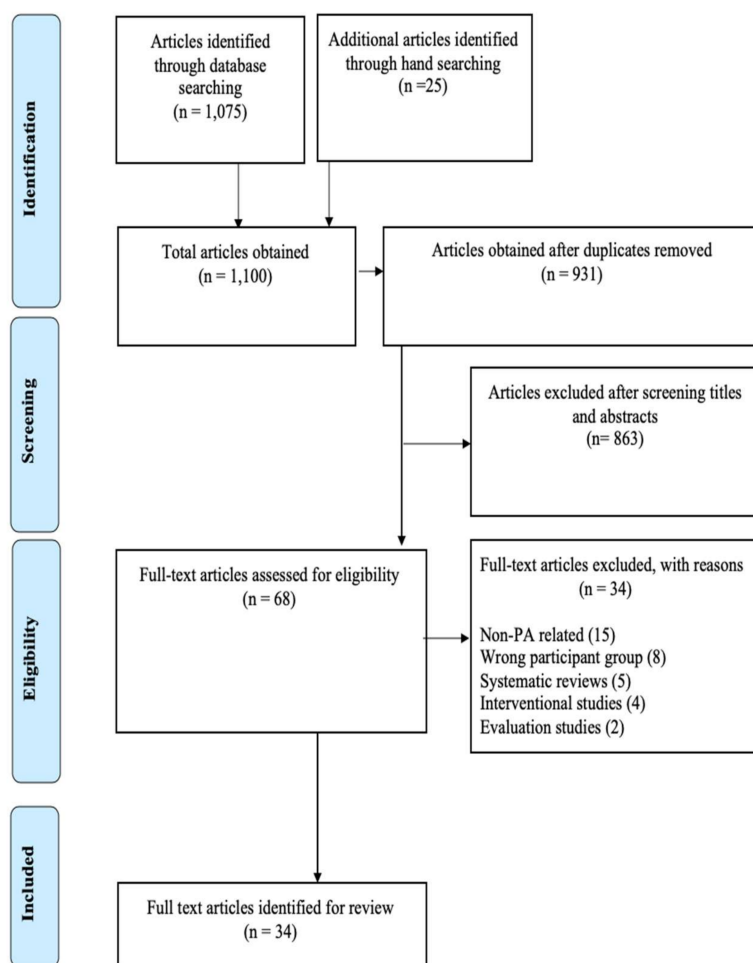 Identification
Articles identified
through database
searching
(n = 1,075)
Additional articles identified
through hand searching
(n =25)
Total articles obtained
(n = 1,100)
Articles obtained after duplicates removed
(n = 931)
Screening
Articles excluded after screening titles
and abstracts
(n= 863)
Eligibility
Full-text articles assessed for eligibility
(n = 68)
Full-text articles excluded, with reasons
(n = 34)
Non-PA related (15)
Wrong participant group (8)
Systematic reviews (5)
Interventional studies (4)
Evaluation studies (2)
Included
Full text articles identified for review
(n = 34)